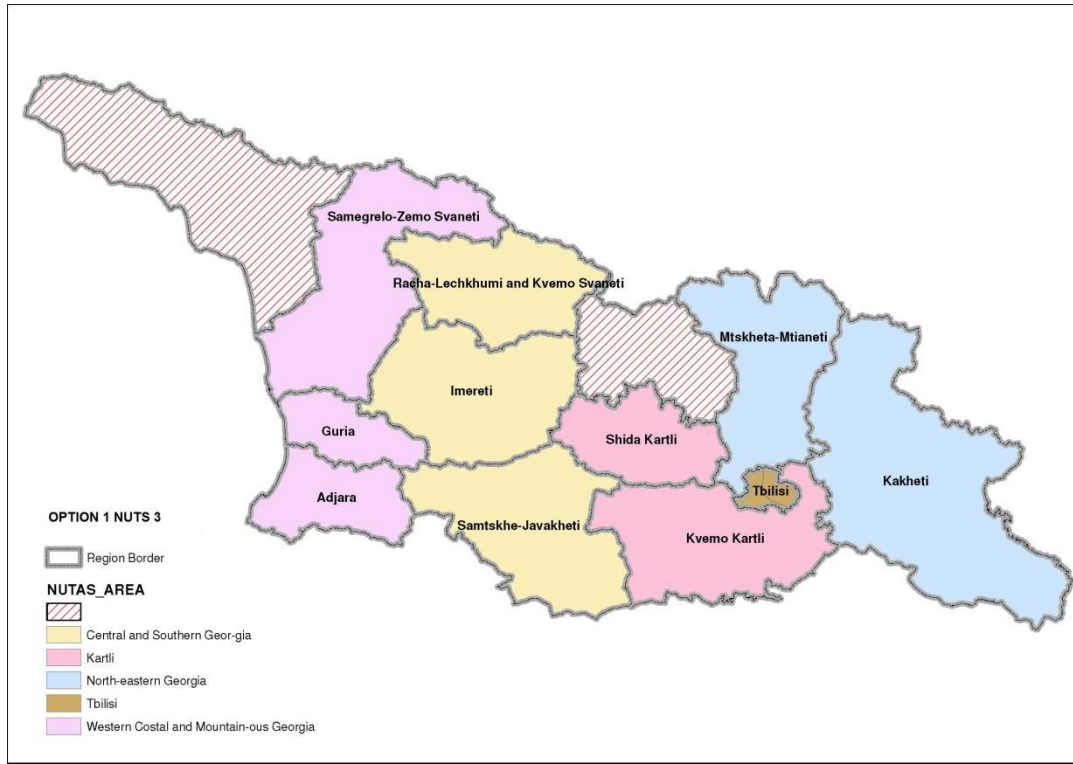 Samegrelo-Zemo Svaneti
Racha-Lechkhumi and Kvemo Svaneti
Mtskheta-Mtianeti
Imereti
Guria
Shida Kartli
Kakheti
Tbilisi
Adjara
Samtskhe-Javakheti
Kvemo Kartli
OPTION 1 NUTS 3
Region Border
NUTAS_AREA
Central and Southern Geor-gia
Kartli
North-eastern Georgia
Tbilisi
Western Costal and Mountain-ous Georgia